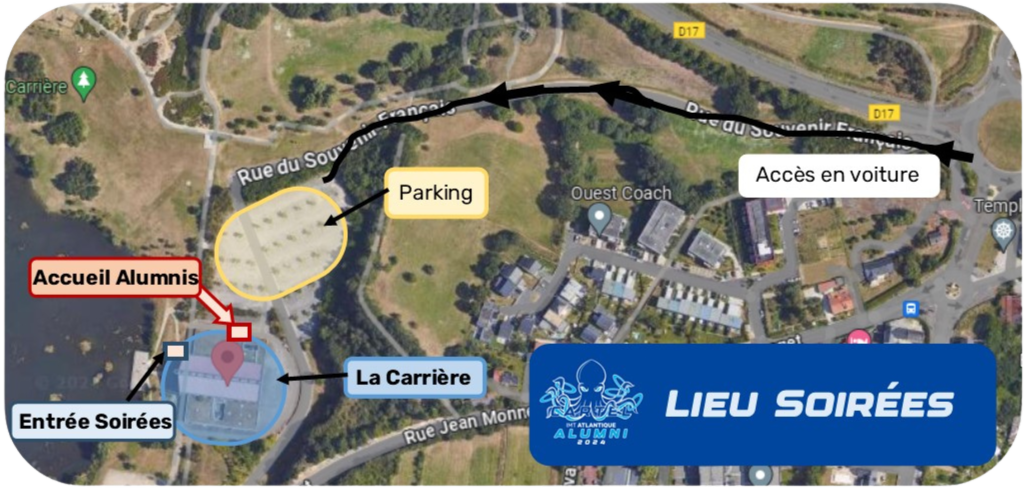 D17
D17
Carrière
Rue du Souvenir Français
Rue du Souvenir Français
Accès en voiture
Parking
Ouest Coach
Templ
Accueil Alumnis
La Carrière
Entrée Soirées
Rue Jean Monne
IMT ATLANTIQUE
ALUMNI
2024
LIEU SOIRÉES